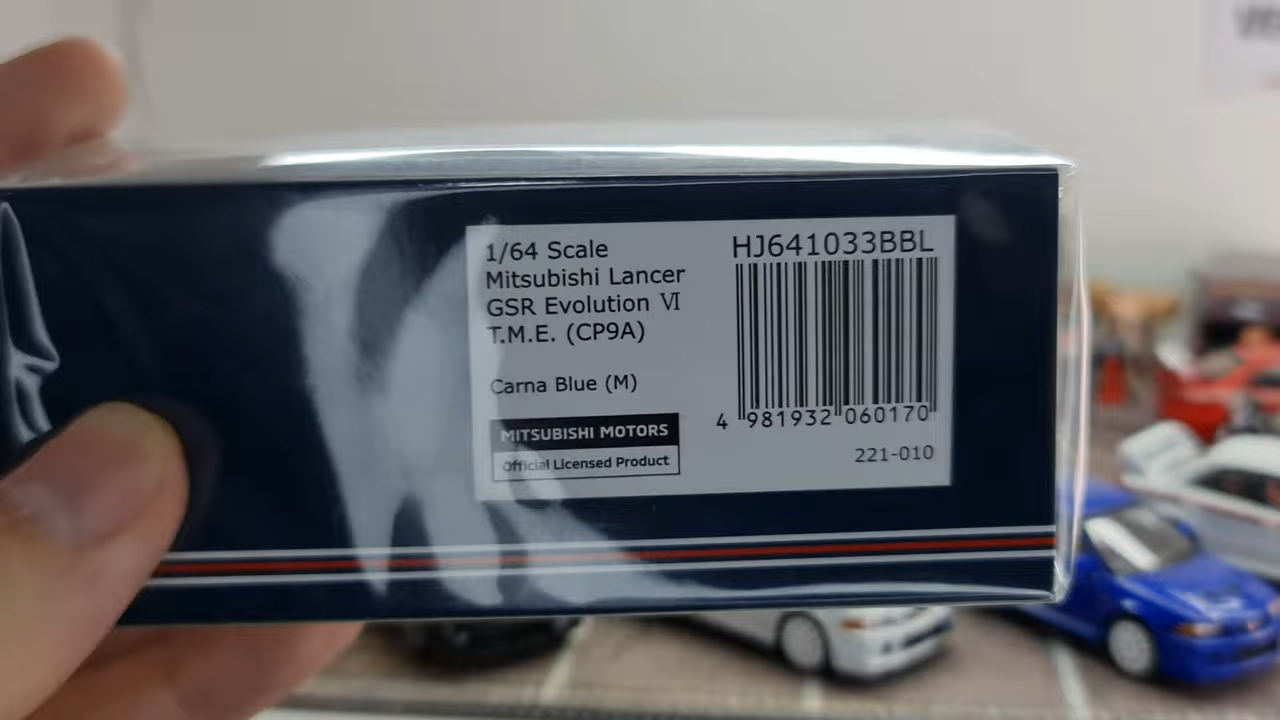 1/64 Scale
Mitsubishi Lancer
GSR Evolution Ⅵ
T.M.E. (CP9A)
Carna Blue (M)
MITSUBISHI MOTORS
Official Licensed Product
HJ641033BBL
4 981932 060170
221-010